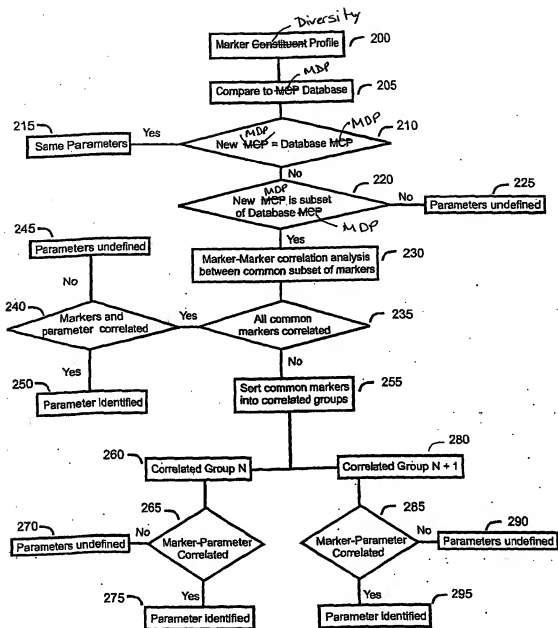 Diversity
Marker Constituent Profile
200
MDP
Compare to MCP Database
205
215
Same Parameters
Yes
MDP
MDP
New MCP = Database MCP
210
No
MDP
New MCP is subset
of Database MCP
MDP
220
No
225
Parameters undefined
Yes
245
Parameters undefined
Marker-Marker correlation analysis
between common subset of markers
230
No
240
Markers and
parameter correlated
Yes
All common
markers correlated
235
Yes
No
250
Parameter Identified
Sort common markers
into correlated groups
255
260
Correlated Group N
280
Correlated Group N + 1
265
Marker-Parameter
Correlated
285
Marker-Parameter
Correlated
270
No
Parameters undefined
No
290
Parameters undefined
Yes
275
Parameter identified
Yes
295
Parameter identified